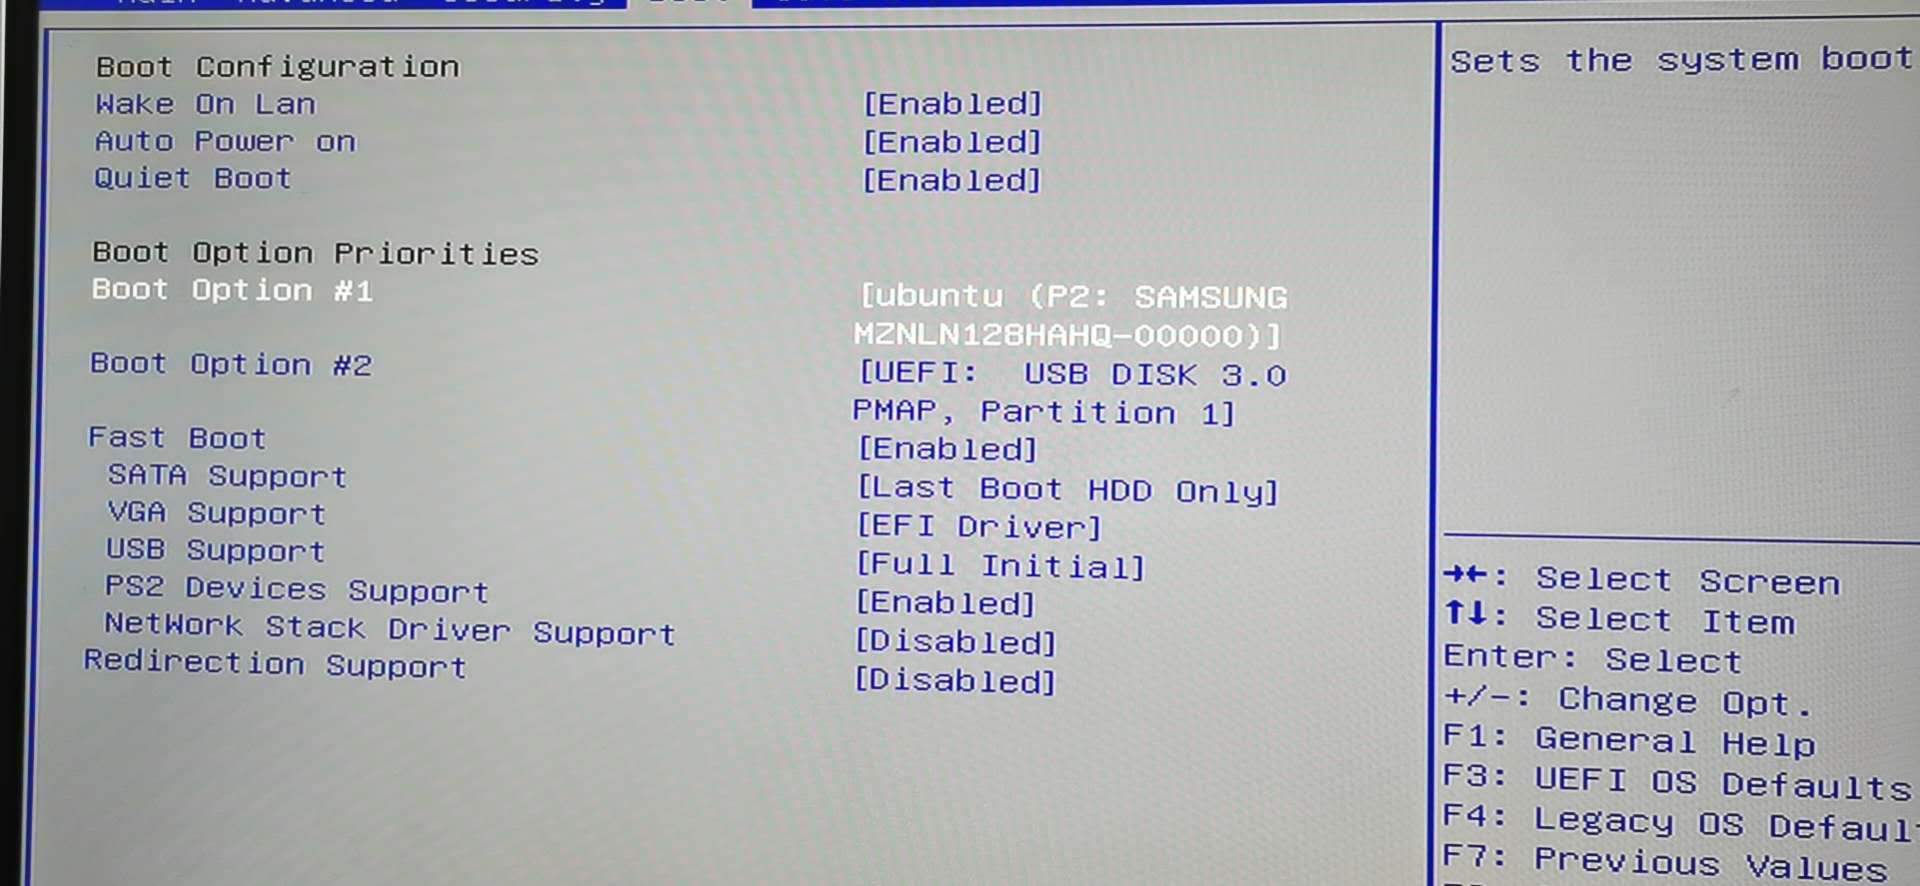 Boot Configuration
Wake On Lan [Enabled]
Auto Power on [Enabled]
Quiet Boot [Enabled]
Boot Option Priorities
Boot Option #1 [ubuntu (P2: SAMSUNG
MZNLN128HAHQ-00000)]
Boot Option #2 [UEFI: USB DISK 3.0
PMAP, Partition 1]
Fast Boot [Enabled]
SATA Support [Last Boot HDD Only]
VGA Support [EFI Driver]
USB Support [Full Initial]
PS2 Devices Support [Enabled]
NetWork Stack Driver Support [Disabled]
Redirection Support [Disabled]
Sets the system boot
→←: Select Screen
↑↓: Select Item
Enter: Select
+/-: Change Opt.
F1: General Help
F3: UEFI OS Defaults
F4: Legacy OS Defaul
F7: Previous Values